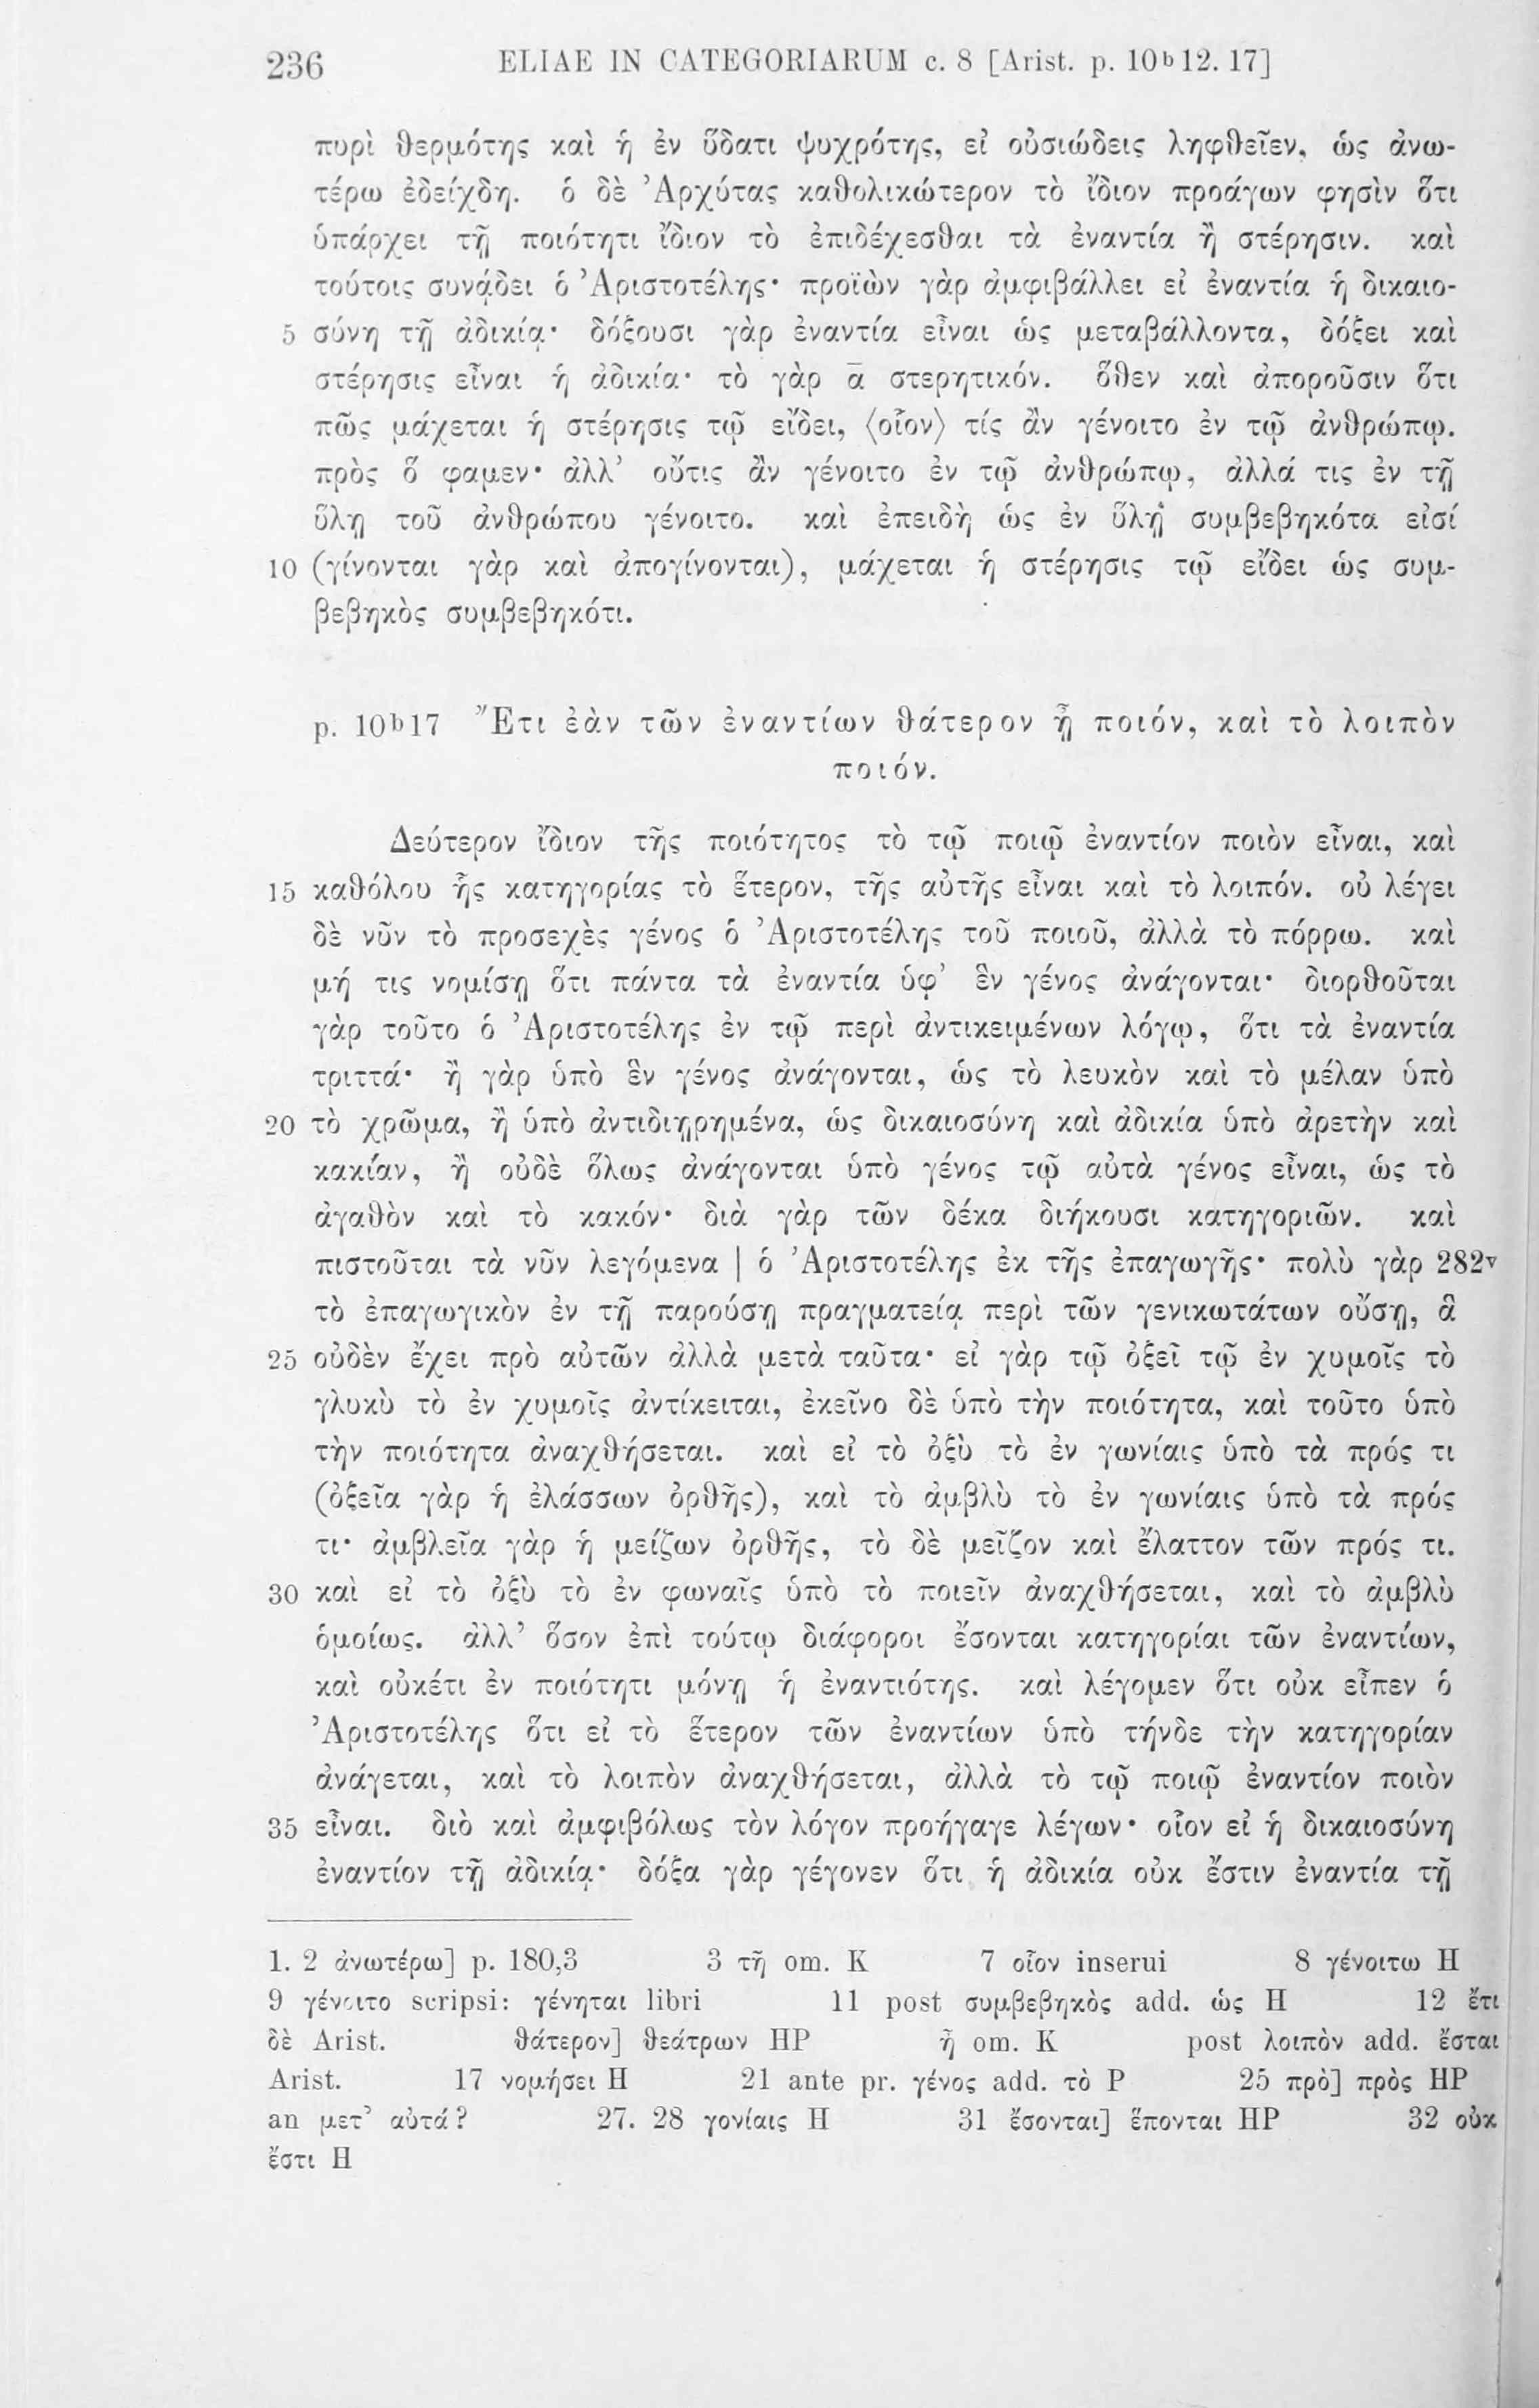 236 ELIAE IN CATEGORIARUM c. 8 [Arist. p. 10b12. 17]
πυρὶ θερμότης καὶ ἡ ἐν ὕδατι ψυχρότης, εἰ οὐσιώδεις ληφθεῖεν, ὡς ἀνω-
τέρω ἐδείχδη. ὁ δὲ Ἀρχύτας καθολικώτερον τὸ ἴδιον προάγων φησὶν ὅτι
ὑπάρχει τῇ ποιότητι ἴδιον τὸ ἐπιδέχεσθαι τὰ ἐναντία ἢ στέρησιν. καὶ
τούτοις συνᾴδει ὁ Ἀριστοτέλης· προϊὼν γὰρ ἀμφιβάλλει εἰ ἐναντία ἡ δικαιο-
5 σύνη τῇ ἀδικίᾳ· δόξουσι γὰρ ἐναντία εἶναι ὡς μεταβάλλοντα, δόξει καὶ
στέρησις εἶναι ἡ ἀδικία· τὸ γὰρ ᾱ στερητικόν. ὅθεν καὶ ἀποροῦσιν ὅτι
πῶς μάχεται ἡ στέρησις τῷ εἴδει, ⟨οἷον⟩ τίς ἂν γένοιτο ἐν τῷ ἀνθρώπῳ.
πρὸς ὅ φαμεν· ἀλλ’ οὔτις ἂν γένοιτο ἐν τῷ ἀνθρώπῳ, ἀλλά τις ἐν τῇ
ὕλῃ τοῦ ἀνθρώπου γένοιτο. καὶ ἐπειδὴ ὡς ἐν ὕλῃ συμβεβηκότα εἰσί
10 (γίνονται γὰρ καὶ ἀπογίνονται), μάχεται ἡ στέρησις τῷ εἴδει ὡς συμ-
βεβηκὸς συμβεβηκότι.
p. 10b17 Ἔτι ἐὰν τῶν ἐναντίων θάτερον ᾖ ποιόν, καὶ τὸ λοιπὸν
ποιόν.
Δεύτερον ἴδιον τῆς ποιότητος τὸ τῷ ποιῷ ἐναντίον ποιὸν εἶναι, καὶ
15 καθόλου ἧς κατηγορίας τὸ ἕτερον, τῆς αὐτῆς εἶναι καὶ τὸ λοιπόν. οὐ λέγει
δὲ νῦν τὸ προσεχὲς γένος ὁ Ἀριστοτέλης τοῦ ποιοῦ, ἀλλὰ τὸ πόρρω. καὶ
μή τις νομίσῃ ὅτι πάντα τὰ ἐναντία ὑφ’ ἓν γένος ἀνάγονται· διορθοῦται
γὰρ τοῦτο ὁ Ἀριστοτέλης ἐν τῷ περὶ ἀντικειμένων λόγῳ, ὅτι τὰ ἐναντία
τριττά· ἢ γὰρ ὑπὸ ἓν γένος ἀνάγονται, ὡς τὸ λευκὸν καὶ τὸ μέλαν ὑπὸ
20 τὸ χρῶμα, ἢ ὑπὸ ἀντιδιῃρημένα, ὡς δικαιοσύνη καὶ ἀδικία ὑπὸ ἀρετὴν καὶ
κακίαν, ἢ οὐδὲ ὅλως ἀνάγονται ὑπὸ γένος τῷ αὐτὰ γένος εἶναι, ὡς τὸ
ἀγαθὸν καὶ τὸ κακόν· διὰ γὰρ τῶν δέκα διήκουσι κατηγοριῶν. καὶ
πιστοῦται τὰ νῦν λεγόμενα | ὁ Ἀριστοτέλης ἐκ τῆς ἐπαγωγῆς· πολὺ γὰρ 282v
τὸ ἐπαγωγικὸν ἐν τῇ παρούσῃ πραγματείᾳ περὶ τῶν γενικωτάτων οὔσῃ, ἃ
25 οὐδὲν ἔχει πρὸ αὐτῶν ἀλλὰ μετὰ ταῦτα· εἰ γὰρ τῷ ὀξεῖ τῷ ἐν χυμοῖς τὸ
γλυκὺ τὸ ἐν χυμοῖς ἀντίκειται, ἐκεῖνο δὲ ὑπὸ τὴν ποιότητα, καὶ τοῦτο ὑπὸ
τὴν ποιότητα ἀναχθήσεται. καὶ εἰ τὸ ὀξὺ τὸ ἐν γωνίαις ὑπὸ τὰ πρός τι
(ὀξεῖα γὰρ ἡ ἐλάσσων ὀρθῆς), καὶ τὸ ἀμβλὺ τὸ ἐν γωνίαις ὑπὸ τὰ πρός
τι· ἀμβλεῖα γὰρ ἡ μείζων ὀρθῆς, τὸ δὲ μεῖζον καὶ ἔλαττον τῶν πρός τι.
30 καὶ εἰ τὸ ὀξὺ τὸ ἐν φωναῖς ὑπὸ τὸ ποιεῖν ἀναχθήσεται, καὶ τὸ ἀμβλὺ
ὁμοίως. ἀλλ’ ὅσον ἐπὶ τούτῳ διάφοροι ἔσονται κατηγορίαι τῶν ἐναντίων,
καὶ οὐκέτι ἐν ποιότητι μόνῃ ἡ ἐναντιότης. καὶ λέγομεν ὅτι οὐκ εἶπεν ὁ
Ἀριστοτέλης ὅτι εἰ τὸ ἕτερον τῶν ἐναντίων ὑπὸ τήνδε τὴν κατηγορίαν
ἀνάγεται, καὶ τὸ λοιπὸν ἀναχθήσεται, ἀλλὰ τὸ τῷ ποιῷ ἐναντίον ποιὸν
35 εἶναι. διὸ καὶ ἀμφιβόλως τὸν λόγον προήγαγε λέγων· οἷον εἰ ἡ δικαιοσύνη
ἐναντίον τῇ ἀδικίᾳ· δόξα γὰρ γέγονεν ὅτι ἡ ἀδικία οὐκ ἔστιν ἐναντία τῇ
1. 2 ἀνωτέρω] p. 180,3 3 τῇ om. K 7 οἷον inserui 8 γένοιτω H
9 γένοιτο scripsi: γένηται libri 11 post συμβεβηκὸς add. ὡς H 12 ἔτι
δὲ Arist. θάτερον] θεάτρων HP ᾖ om. K post λοιπὸν add. ἔσται
Arist. 17 νομήσει H 21 ante pr. γένος add. τὸ P 25 πρὸ] πρὸς HP
an μετ’ αὐτά? 27. 28 γονίαις H 31 ἔσονται] ἕπονται HP 32 οὐκ
ἔστι H